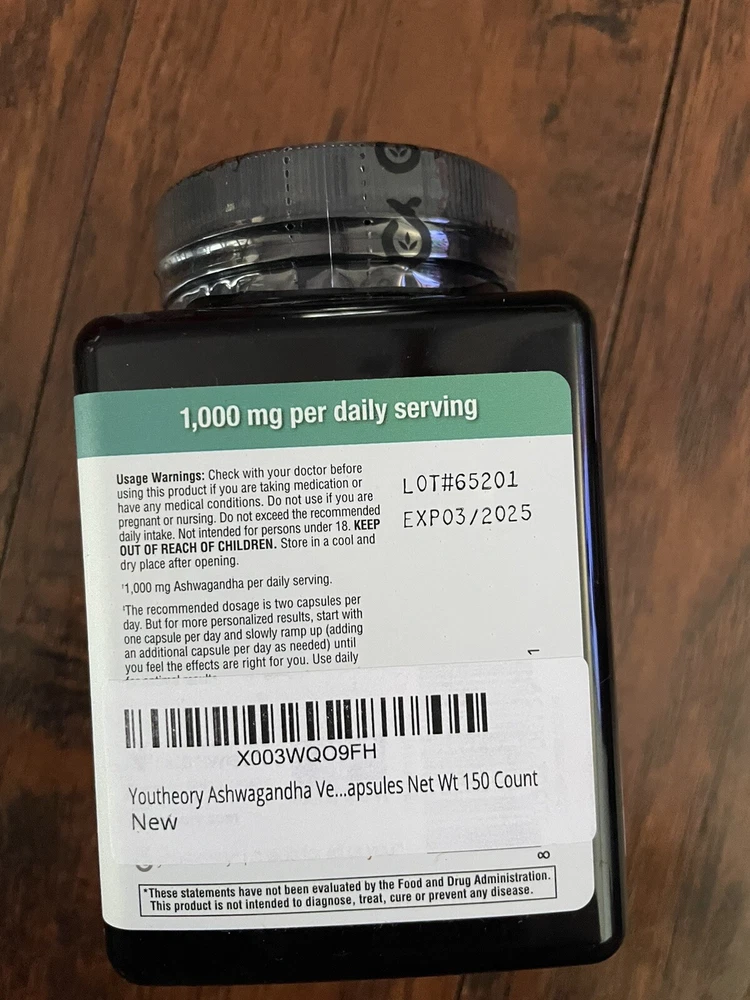 1,000 mg per daily serving
Usage Warnings: Check with your doctor before
using this product if you are taking medication or
have any medical conditions. Do not use if you are
pregnant or nursing. Do not exceed the recommended
daily intake. Not intended for persons under 18. KEEP
OUT OF REACH OF CHILDREN. Store in a cool and
dry place after opening.
LOT#65201
EXP03/2025
¹1,000 mg Ashwagandha per daily serving.
The recommended dosage is two capsules per
day. But for more personalized results, start with
one capsule per day and slowly ramp up (adding
an additional capsule per day as needed) until
you feel the effects are right for you. Use daily
1
X003WQO9FH
Youtheory Ashwagandha Ve...apsules Net Wt 150 Count
New
8
*These statements have not been evaluated by the Food and Drug Administration.
This product is not intended to diagnose, treat, cure or prevent any disease.